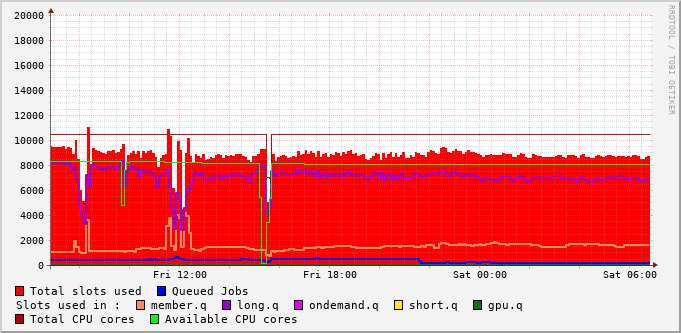 20000
18000
16000
14000
12000
10000
8000
6000
4000
2000
0
Fri 12:00 Fri 18:00 Sat 00:00 Sat 06:00
RRDTOOL / TOBI OETIKER
Total slots used Queued Jobs
Slots used in : member.q long.q ondemand.q short.q gpu.q
Total CPU cores Available CPU cores